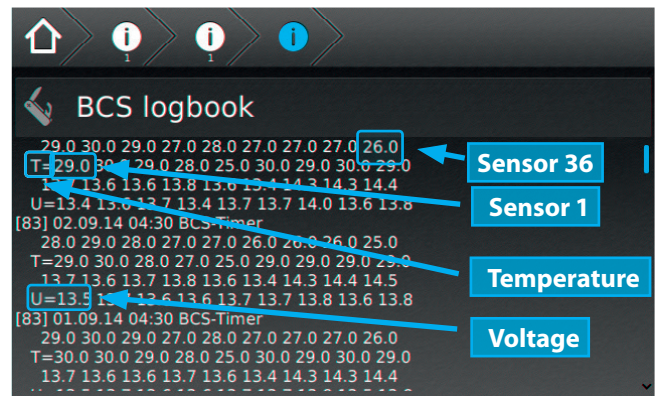 i i i
1 1
BCS logbook
29.0 30.0 29.0 27.0 28.0 27.0 27.0 27.0 26.0
T=29.0 29.0 28.0 25.0 30.0 29.0 30.0 29.0
13.6 13.6 13.8 13.6 13.4 14.3 14.3 14.4
U=13.4 13.6 13.7 13.4 13.7 13.7 14.0 13.6 13.8
[83] 02.09.14 04:30 BCS-Timer
28.0 29.0 28.0 27.0 27.0 26.0 26.0 25.0
T=29.0 30.0 28.0 27.0 25.0 29.0 29.0 29.0
13.7 13.6 13.7 13.8 13.6 13.4 14.3 14.4 14.5
U=13.5 13.6 13.6 13.7 13.7 13.8 13.6 13.8
[83] 01.09.14 04:30 BCS-Timer
29.0 30.0 29.0 27.0 28.0 27.0 27.0 27.0 26.0
T=30.0 30.0 29.0 28.0 25.0 30.0 29.0 30.0 29.0
13.7 13.6 13.6 13.7 13.6 13.4 14.3 14.3 14.4
Sensor 36
Sensor 1
Temperature
Voltage